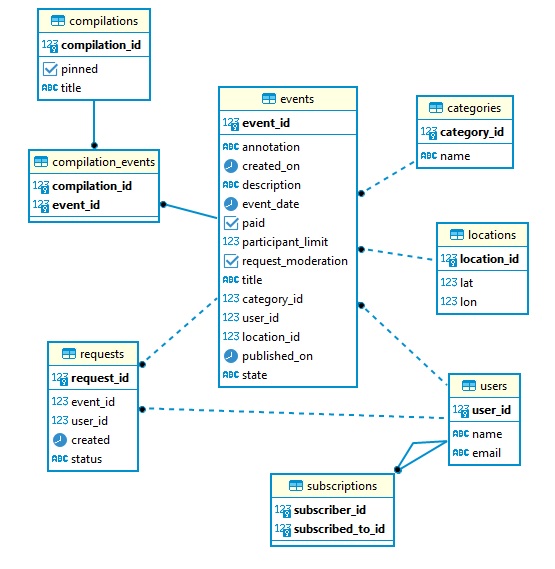 compilations
123 compilation_id
pinned
ABC title
compilation_events
123 compilation_id
123 event_id
events
123 event_id
ABC annotation
created_on
ABC description
event_date
paid
123 participant_limit
request_moderation
ABC title
123 category_id
123 user_id
123 location_id
published_on
ABC state
categories
123 category_id
ABC name
locations
123 location_id
123 lat
123 lon
requests
123 request_id
123 event_id
123 user_id
created
ABC status
users
123 user_id
ABC name
ABC email
subscriptions
123 subscriber_id
123 subscribed_to_id